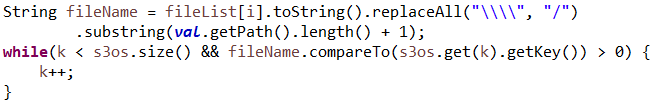 String fileName = fileList[i].toString().replaceAll("\\\\", "/")
.substring(val.getPath().length() + 1);
while(k < s3os.size() && fileName.compareTo(s3os.get(k).getKey()) > 0) {
k++;
}